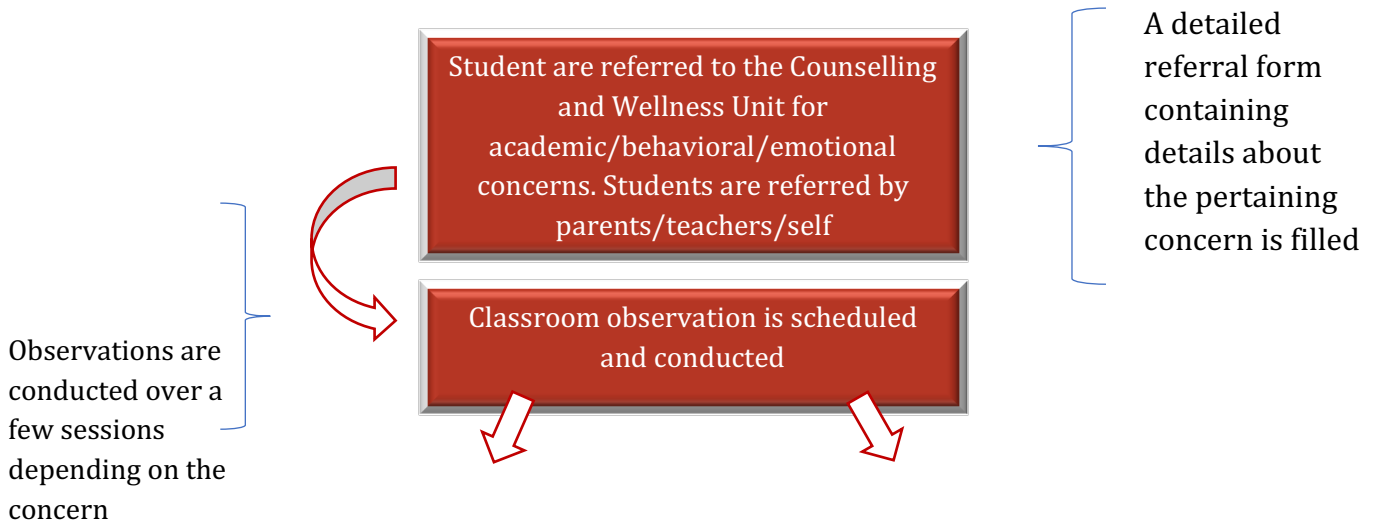 Student are referred to the Counselling
and Wellness Unit for
academic/behavioral/emotional
concerns. Students are referred by
parents/teachers/self
A detailed
referral form
containing
details about
the pertaining
concern is filled
Classroom observation is scheduled
and conducted
Observations are
conducted over a
few sessions
depending on the
concern